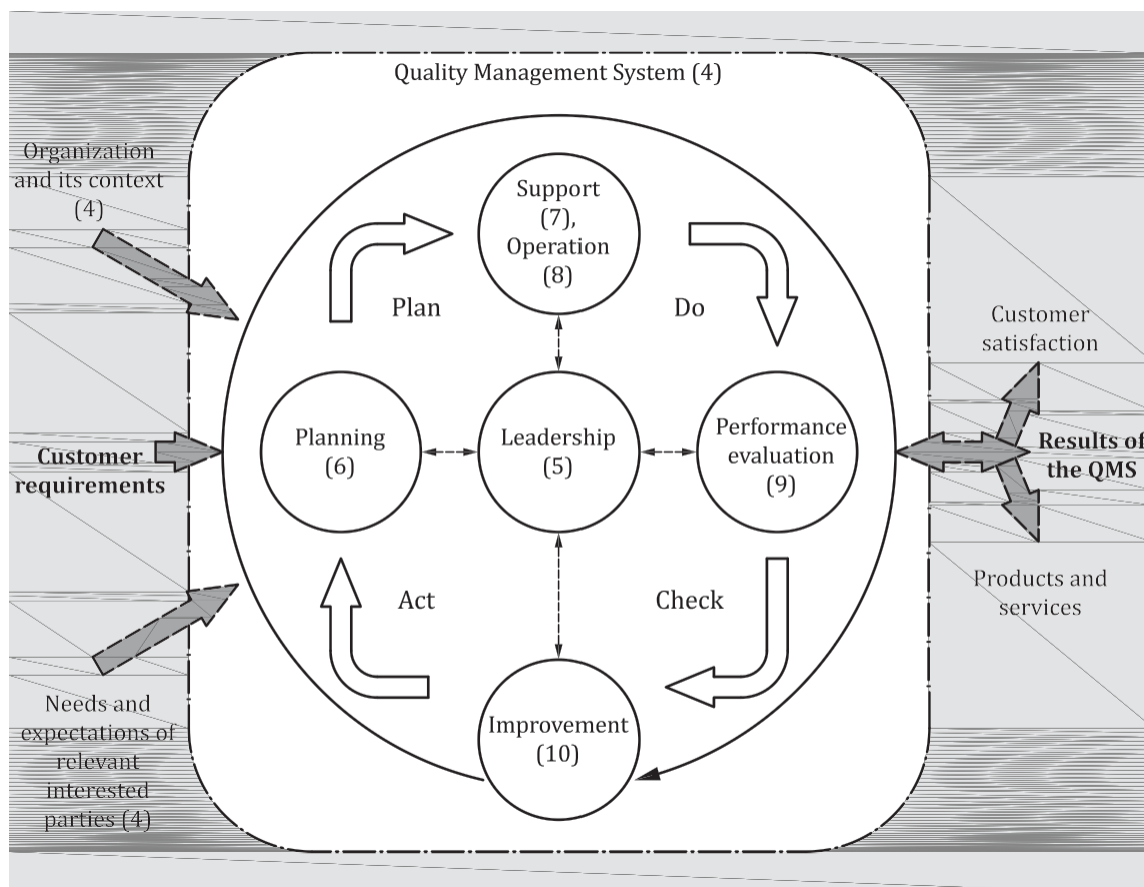 Quality Management System (4)
Organization
and its context
(4)
Support
(7),
Operation
(8)
Plan
Do
Customer
satisfaction
Planning
(6)
Leadership
(5)
Performance
evaluation
(9)
Customer
requirements
Results of
the QMS
Act
Check
Products and
services
Needs and
expectations of
relevant
interested
parties (4)
Improvement
(10)